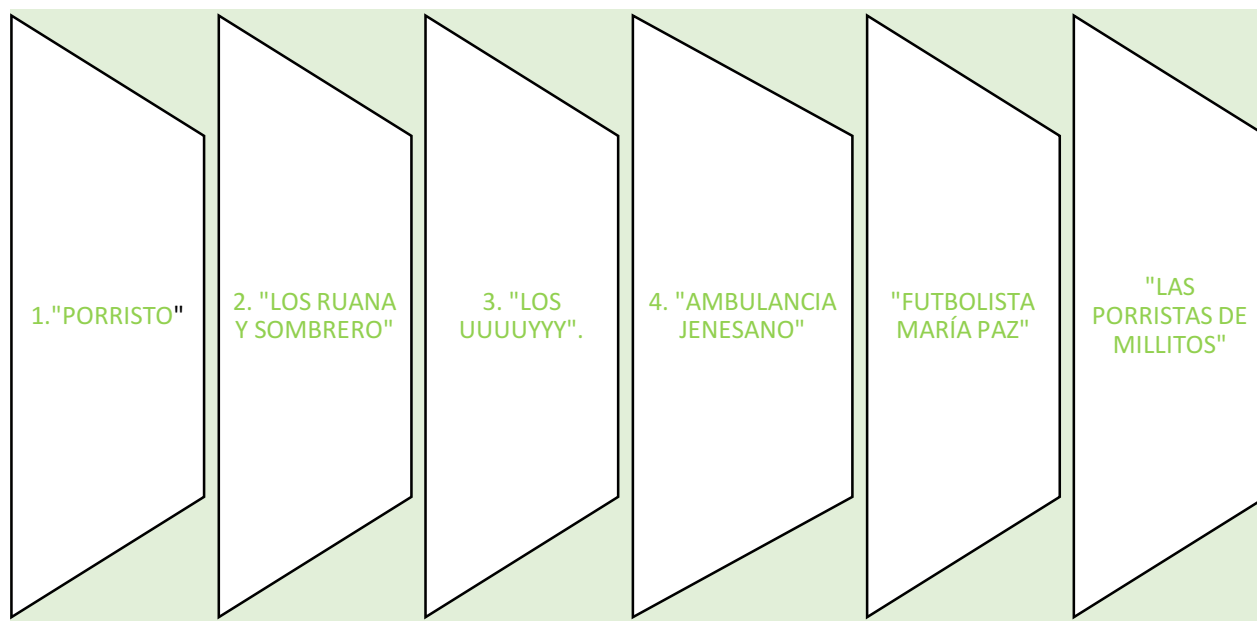 1."PORRISTO"
2. "LOS RUANA
Y SOMBRERO"
3. "LOS
UUUUYYY".
4. "AMBULANCIA
JENESANO"
"FUTBOLISTA
MARÍA PAZ"
"LAS
PORRISTAS DE
MILLITOS"